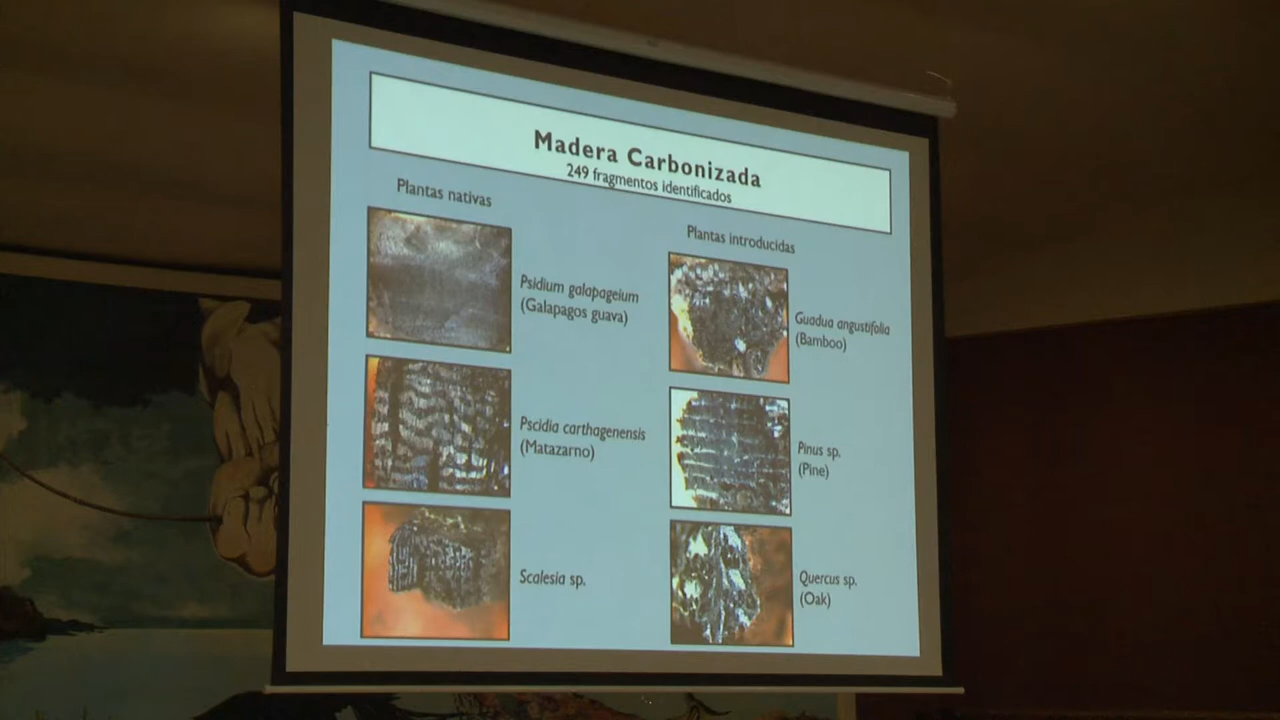 Madera Carbonizada
249 fragmentos identificados
Plantas nativas
Psidium galapageium
(Galapagos guava)
Pscidia carthagenensis
(Matazarno)
Scalesia sp.
Plantas introducidas
Guadua angustifolia
(Bamboo)
Pinus sp.
(Pine)
Quercus sp.
(Oak)